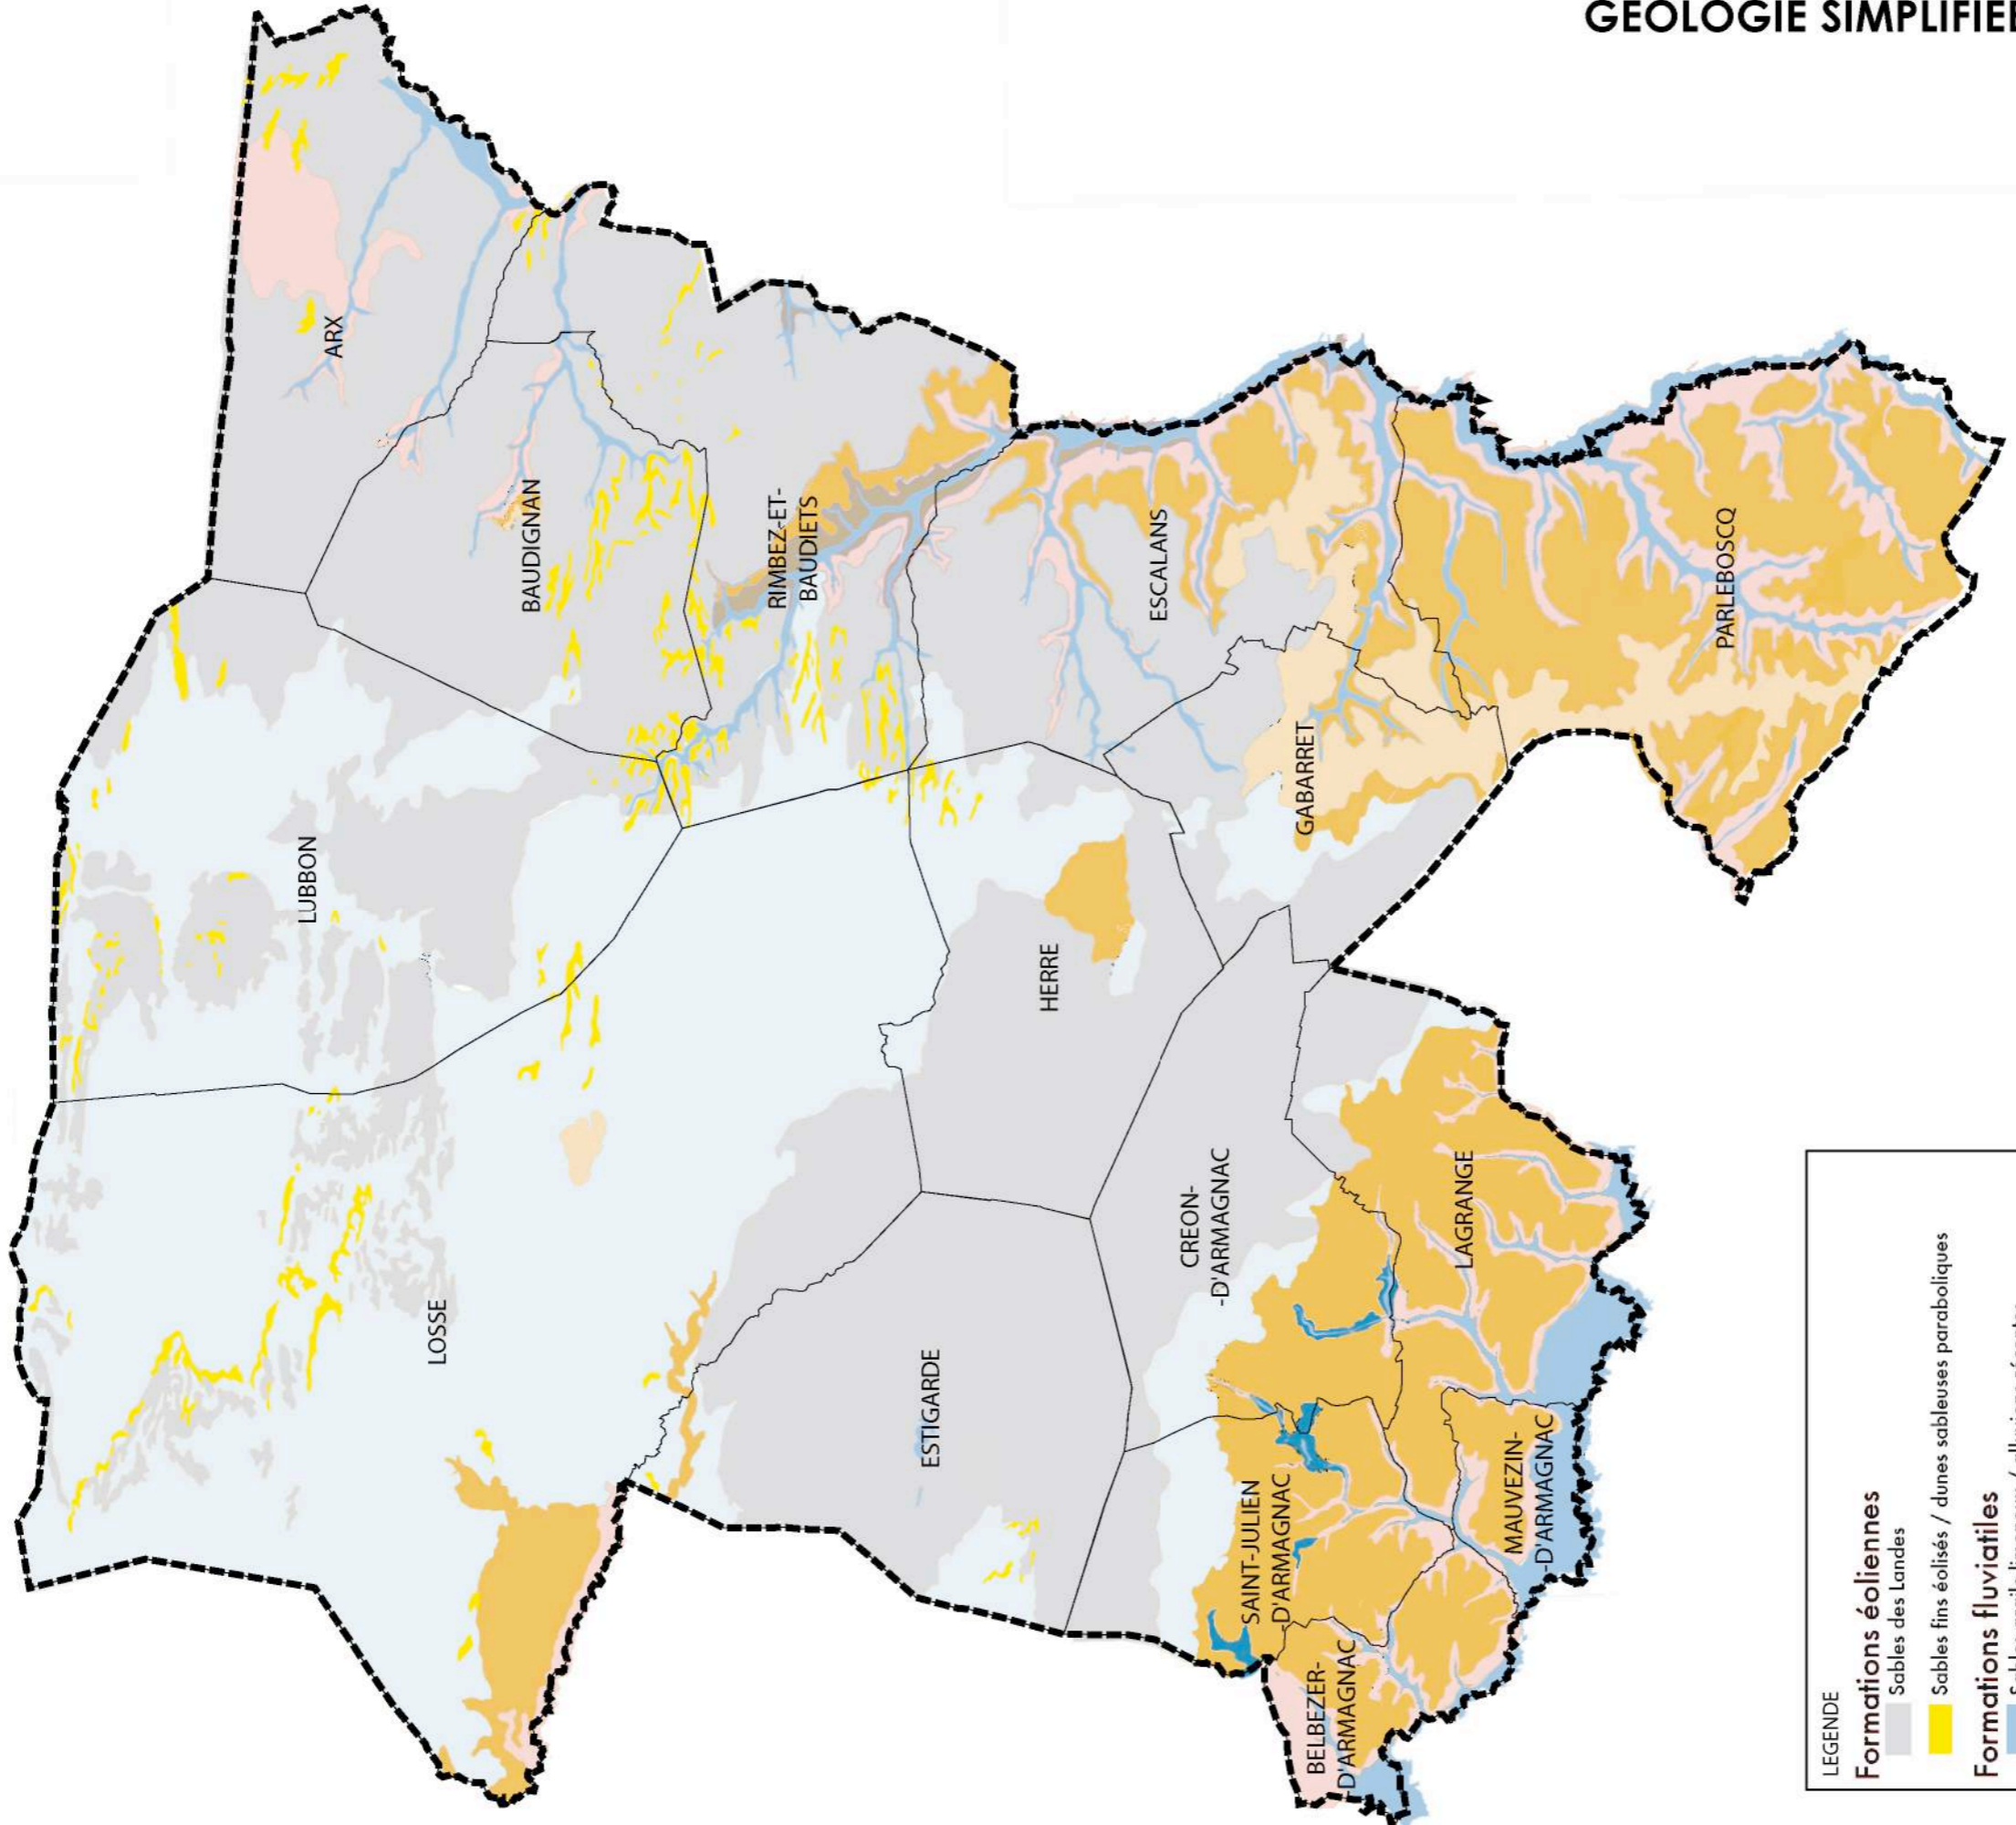 GEOLOGIE SIMPLIFIEE
ARX
BAUDIGNAN
RIMBEZ-ET-
BAUDIETS
LUBBON
ESCALANS
PARLEBOSCQ
GABARRET
HERRE
LOSSE
CREON-
-D'ARMAGNAC
LAGRANGE
ESTIGARDE
SAINT-JULIEN
D'ARMAGNAC
MAUVEZIN-
-D'ARMAGNAC
BELBEZER-
-D'ARMAGNAC
LEGENDE
Formations éoliennes
Sables des Landes
Sables fins éolisés / dunes sableuses paraboliques
Formations fluviatiles